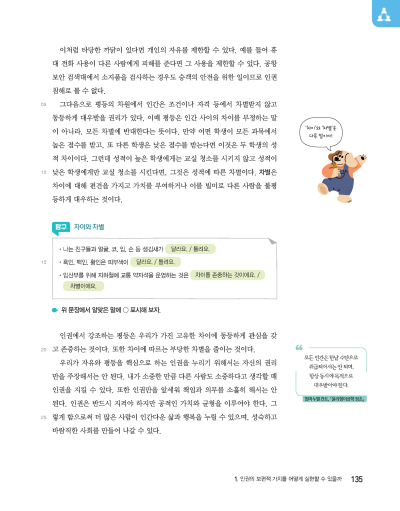 이처럼 타당한 까닭이 있다면 개인의 자유를 제한할 수 있다. 예를 들어 휴
대 전화 사용이 다른 사람에게 피해를 준다면 그 사용을 제한할 수 있다. 공항
보안 검색대에서 소지품을 검사하는 경우도 승객의 안전을 위한 일이므로 인권
침해로 볼 수 없다.
05 그다음으로 평등의 차원에서 인간은 조건이나 자격 등에서 차별받지 않고
동등하게 대우받을 권리가 있다. 이때 평등은 인간 사이의 차이를 부정하는 말
이 아니라, 모든 차별에 반대한다는 뜻이다. 만약 어떤 학생이 모든 과목에서
높은 점수를 받고, 또 다른 학생은 낮은 점수를 받는다면 이것은 두 학생의 성
적 차이이다. 그런데 성적이 높은 학생에게는 교실 청소를 시키지 않고 성적이
10 낮은 학생에게만 교실 청소를 시킨다면, 그것은 성적에 따른 차별이다. 차별은
차이에 대해 편견을 가지고 가치를 부여하거나 이를 빌미로 다른 사람을 불평
등하게 대우하는 것이다.
'차이'와 '차별'은
다른 말이야!
탐구 차이와 차별
• 나는 친구들과 얼굴, 코, 입, 손 등 생김새가 달라요. / 틀려요.
15 • 흑인, 백인, 황인은 피부색이 달라요. / 틀려요.
• 임산부를 위해 지하철에 교통 약자석을 운영하는 것은 차이를 존중하는 것이에요. /
차별이에요.
위 문장에서 알맞은 말에 ○ 표시해 보자.
인권에서 강조하는 평등은 우리가 가진 고유한 차이에 동등하게 관심을 갖
20 고 존중하는 것이다. 또한 차이에 따르는 부당한 차별을 줄이는 것이다.
우리가 자유와 평등을 핵심으로 하는 인권을 누리기 위해서는 자신의 권리
만을 주장해서는 안 된다. 내가 소중한 만큼 다른 사람도 소중하다고 생각할 때
인권을 지킬 수 있다. 또한 인권만을 앞세워 책임과 의무를 소홀히 해서는 안
된다. 인권은 반드시 지켜야 하지만 공적인 가치와 균형을 이루어야 한다. 그
25 렇게 함으로써 더 많은 사람이 인간다운 삶과 행복을 누릴 수 있으며, 성숙하고
바람직한 사회를 만들어 나갈 수 있다.
모든 인간은 한낱 수단으로
취급되어서는 안 되며,
항상 동시에 목적으로
대우받아야 한다.
1. 인권의 보편적 가치를 어떻게 실현할 수 있을까 135